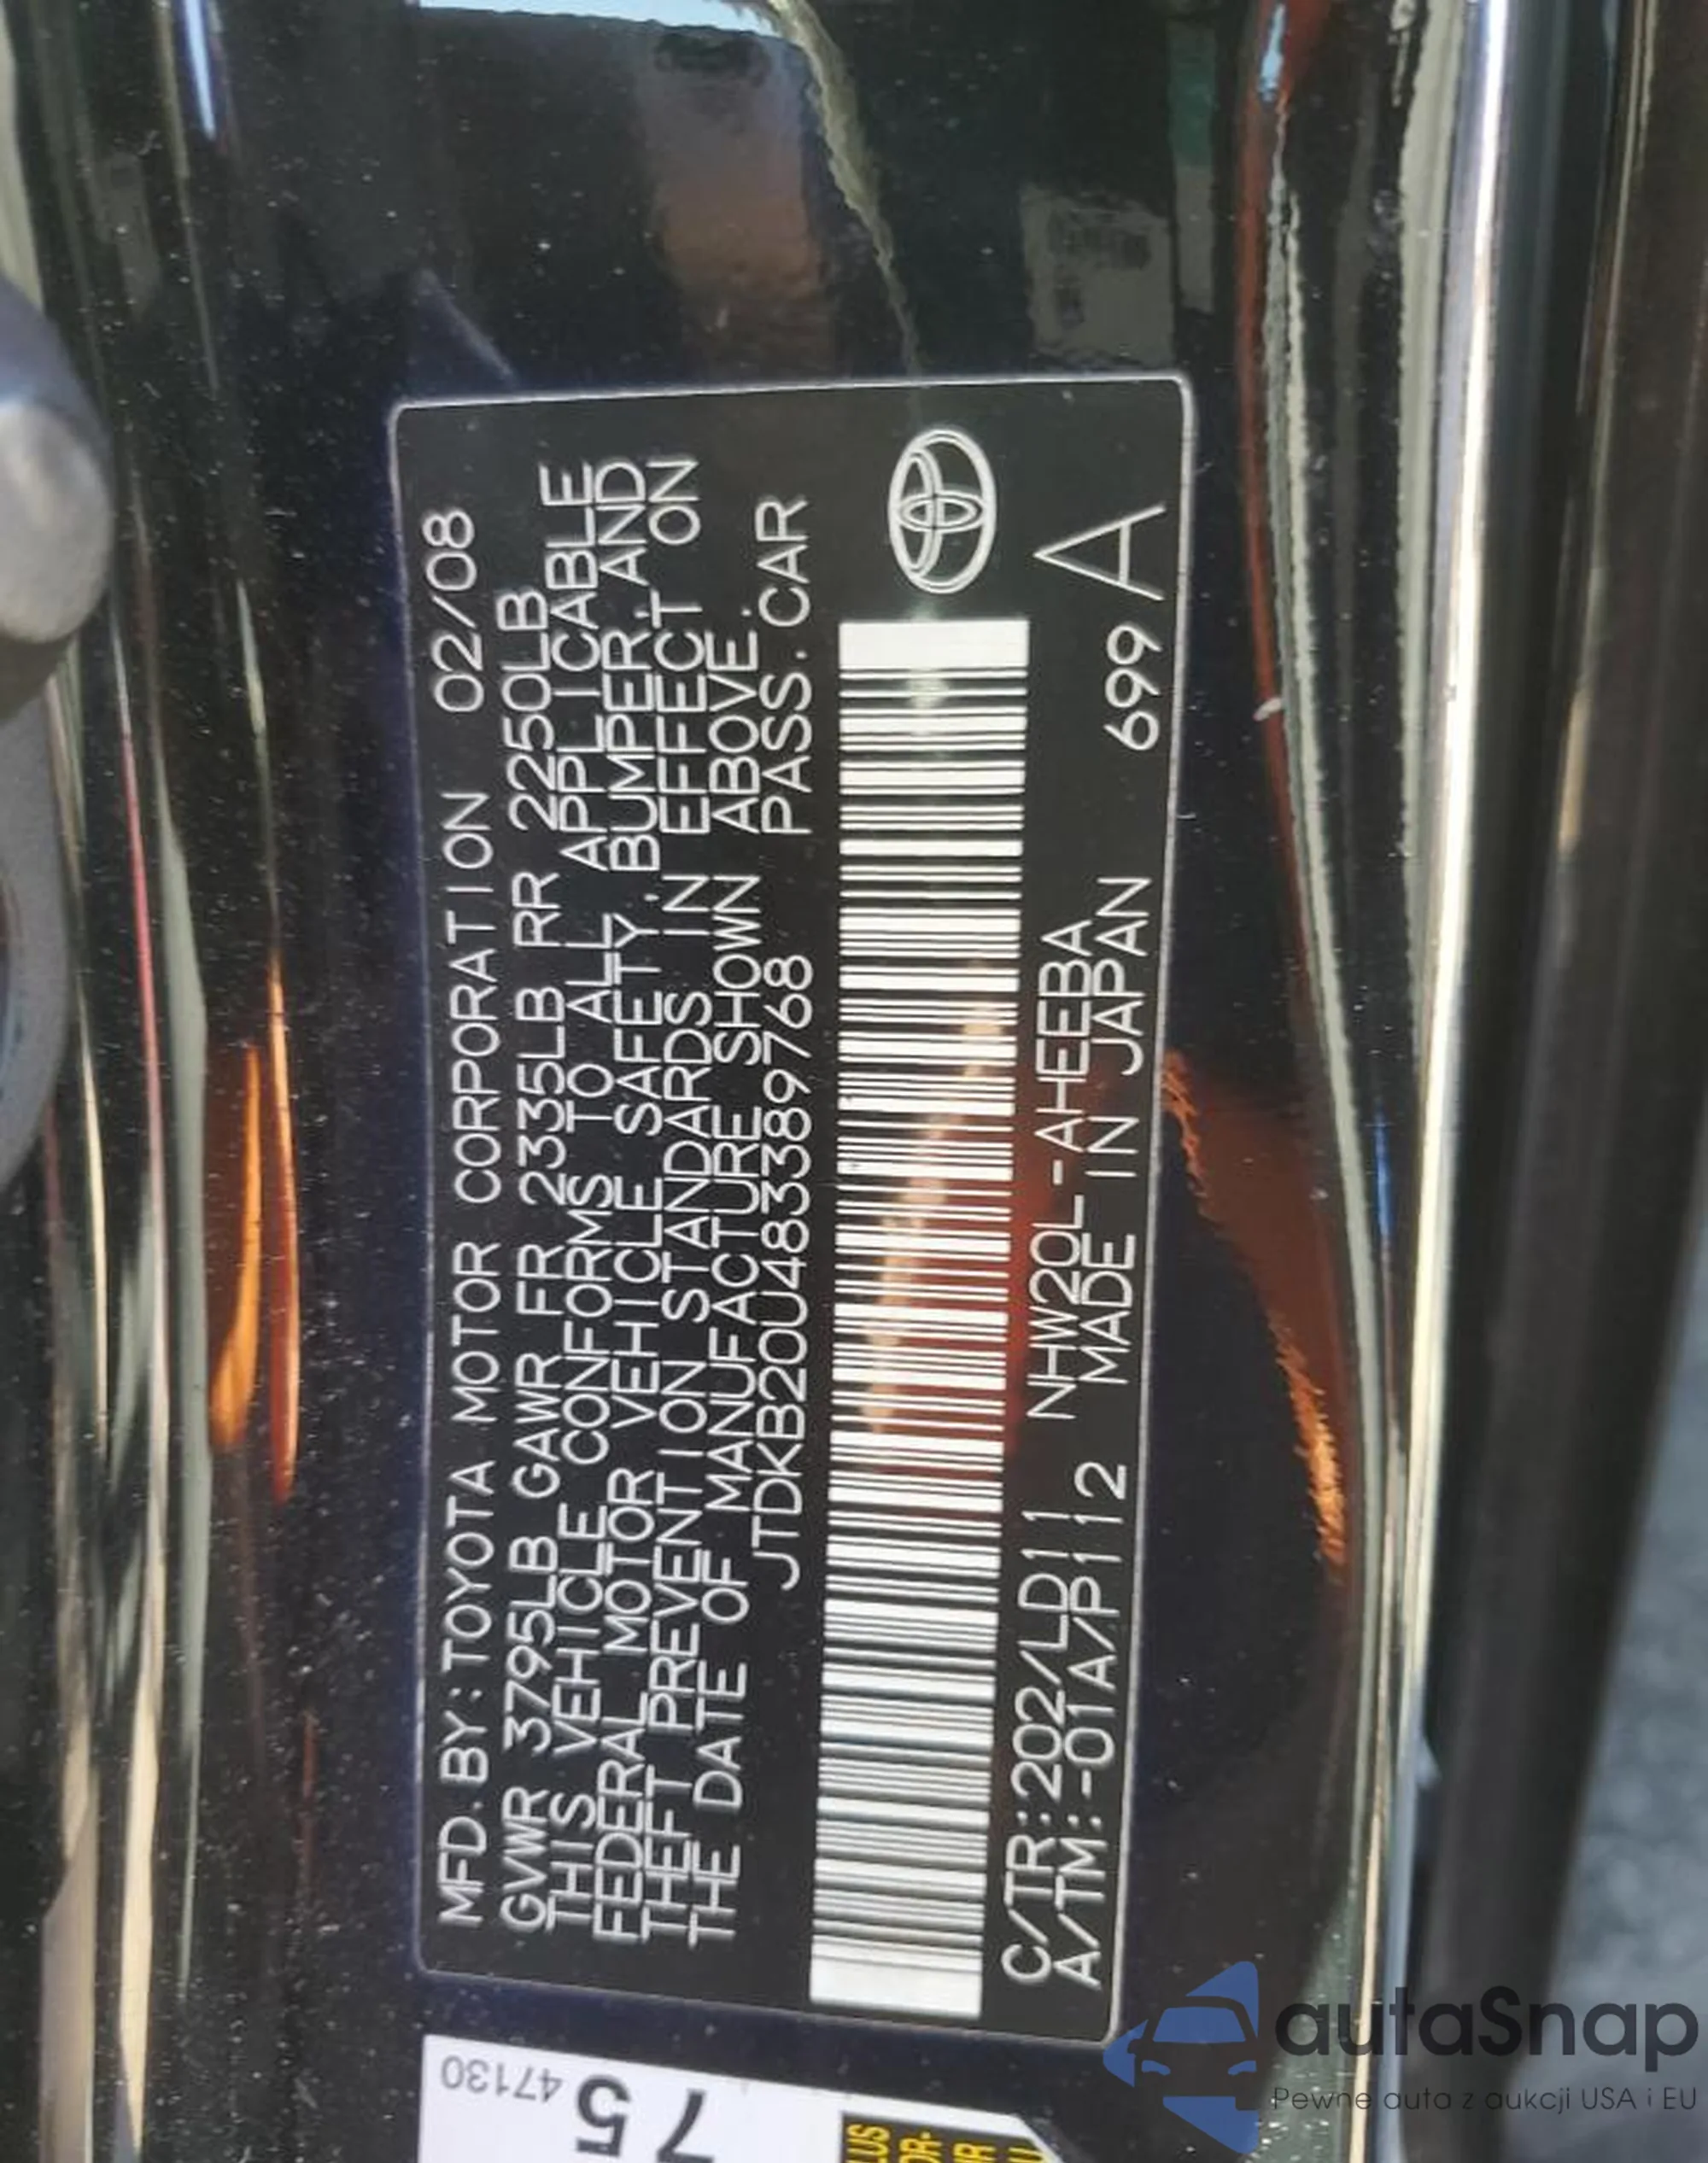 MFD. BY: TOYOTA MOTOR CORPORATION 02/08
GVWR 3795LB GAWR FR 2335LB RR 2250LB
THIS VEHICLE CONFORMS TO ALL APPLICABLE
FEDERAL MOTOR VEHICLE SAFETY, BUMPER, AND
THEFT PREVENTION STANDARDS IN EFFECT ON
THE DATE OF MANUFACTURE SHOWN ABOVE.
JTDKB20U483389768 PASS. CAR
C/TR:202/LD11 NHW20L-AHEEBA
A/TM:-01A/P112 MADE IN JAPAN 699 A
47130
75
autaSnap
Pewne auta z aukcji USA i EU